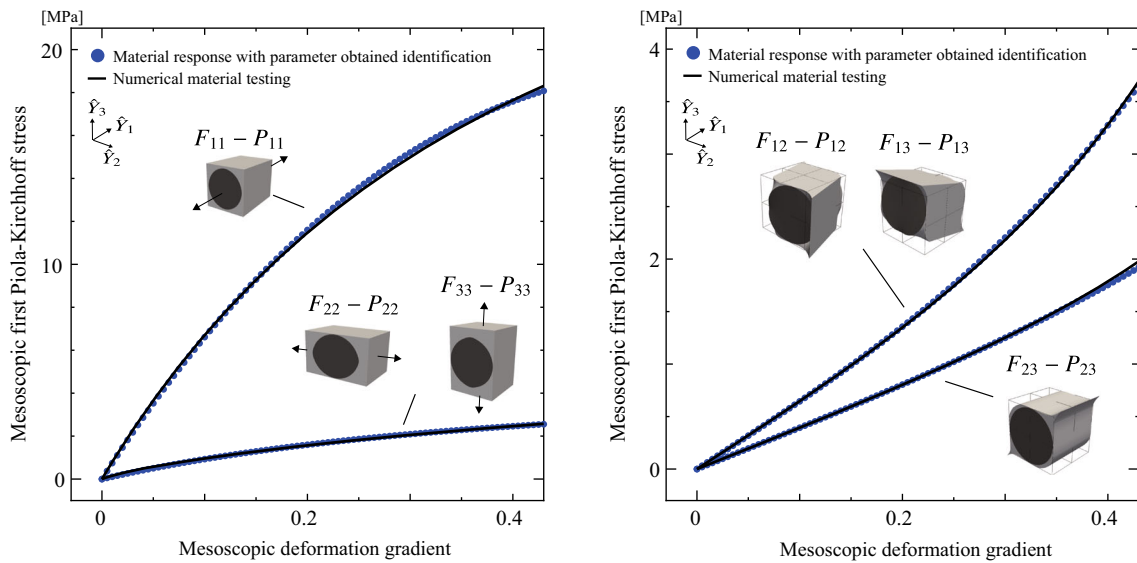 [MPa]
20
10
0
Mesoscopic first Piola-Kirchhoff stress
Material response with parameter obtained identification
Numerical material testing
Ŷ₃
Ŷ₁
Ŷ₂
F₁₁ − P₁₁
F₂₂ − P₂₂
F₃₃ − P₃₃
0
0.2
0.4
Mesoscopic deformation gradient
[MPa]
4
2
0
Mesoscopic first Piola-Kirchhoff stress
Material response with parameter obtained identification
Numerical material testing
Ŷ₃
Ŷ₁
Ŷ₂
F₁₂ − P₁₂
F₁₃ − P₁₃
F₂₃ − P₂₃
0
0.2
0.4
Mesoscopic deformation gradient